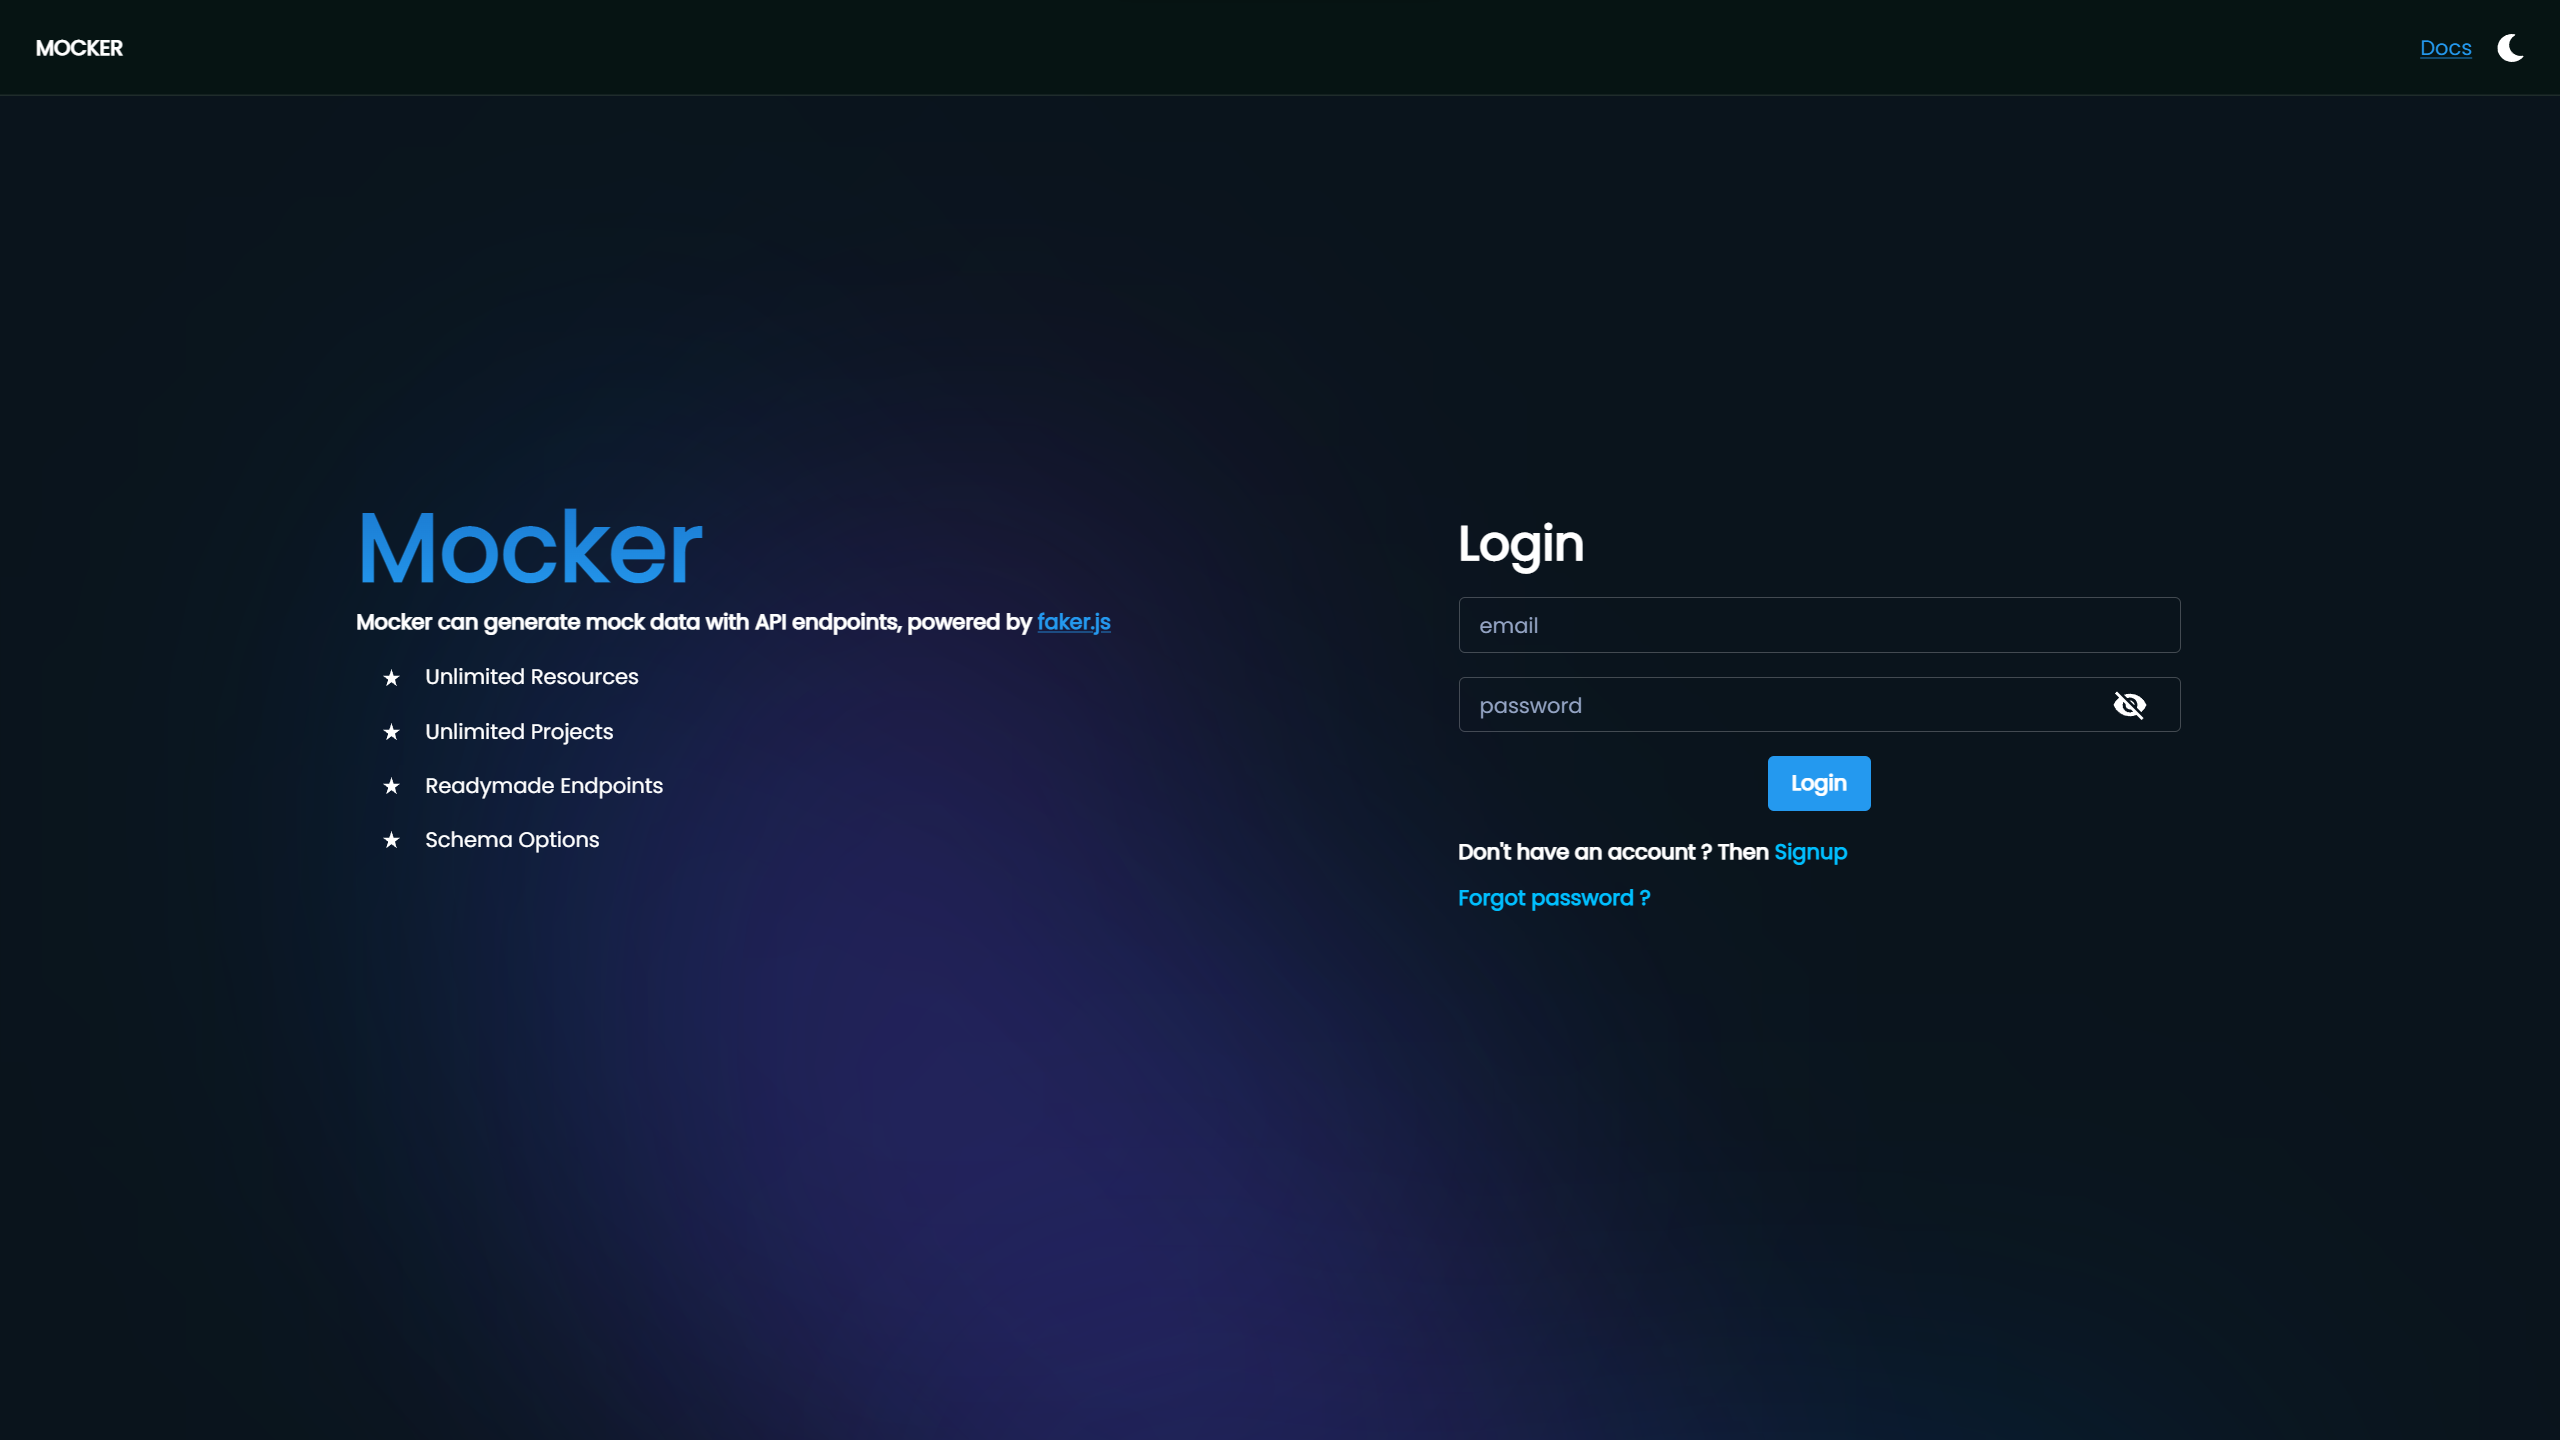 MOCKER
Docs
Mocker
Mocker can generate mock data with API endpoints, powered by faker.js
★ Unlimited Resources
★ Unlimited Projects
★ Readymade Endpoints
★ Schema Options
Login
email
password
Login
Don't have an account ? Then Signup
Forgot password ?